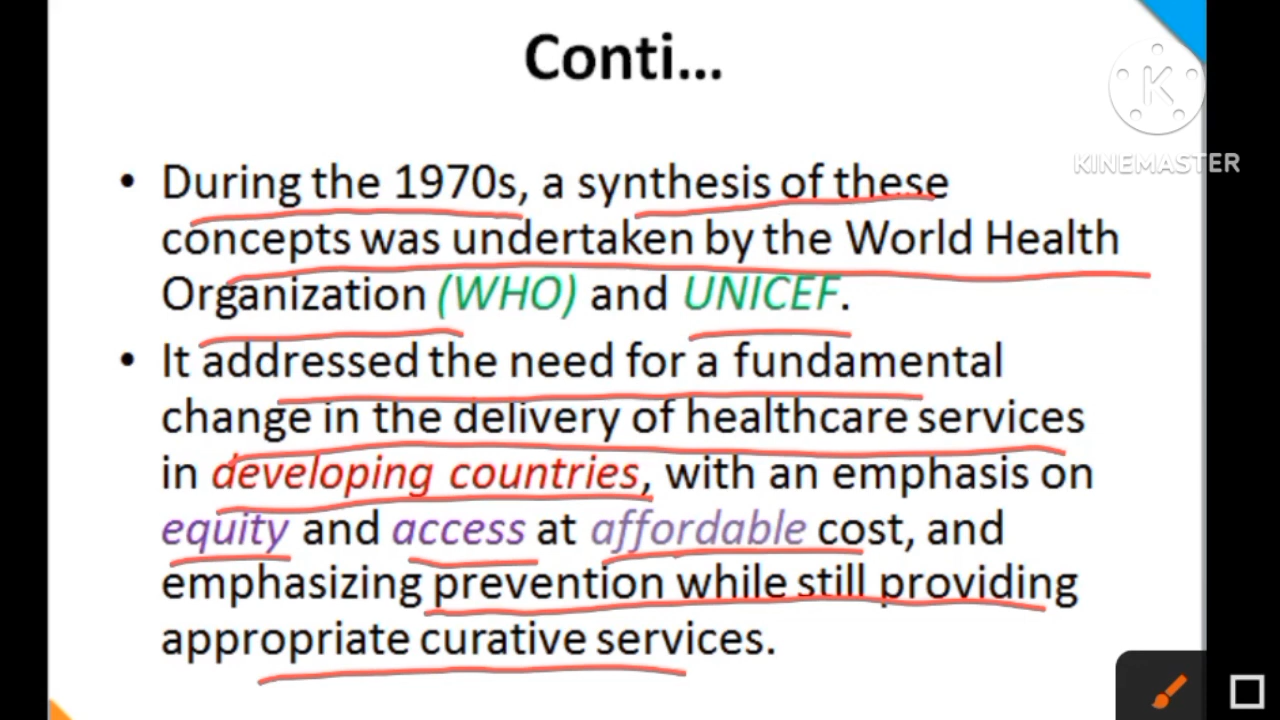 Conti...
K
KINEMASTER
• During the 1970s, a synthesis of these
concepts was undertaken by the World Health
Organization (WHO) and UNICEF.
• It addressed the need for a fundamental
change in the delivery of healthcare services
in developing countries, with an emphasis on
equity and access at affordable cost, and
emphasizing prevention while still providing
appropriate curative services.